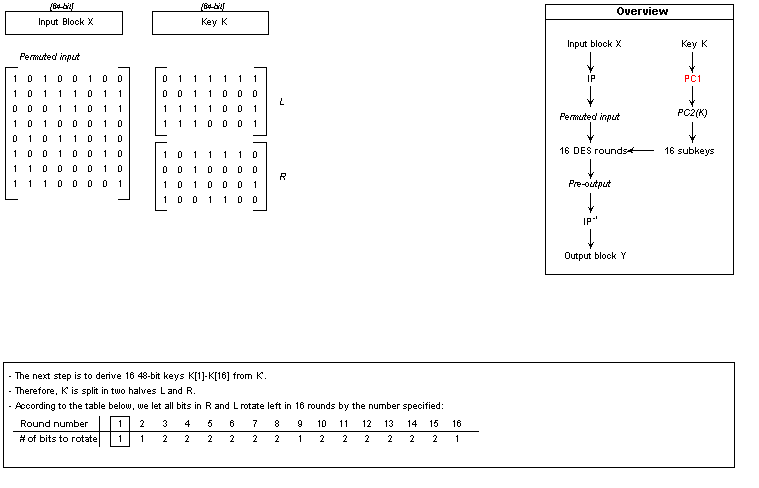 [64-bit]
Input Block X
[64-bit]
Key K
Permuted input
1 0 1 0 0 1 0 0
1 0 1 1 1 0 1 1
0 0 0 1 1 0 1 1
1 1 1 0 1 0 0 0
0 1 0 1 1 0 1 0
1 0 1 0 1 0 0 0
1 1 0 0 0 0 1 0
1 1 1 0 0 0 0 1
0 1 1 1 1 1 1
0 0 1 0 0 1 1
0 1 1 0 0 0 1
1 1 1 0 0 0 1
L
1 0 1 1 1 1 0
0 0 1 0 0 0 0
0 0 1 0 0 0 1
1 0 0 1 1 0 0
R
Overview
Input block X
Key K
IP
PC1
Permuted input
PC2(K)
16 DES rounds
16 subkeys
Pre-output
IP⁻¹
Output block Y
- The next step is to derive 16 48-bit keys K[1]-K[16] from K'.
- Therefore, K' is split in two halves L and R.
- According to the table below, we let all bits in R and L rotate left in 16 rounds by the number specified:
Round number 1 2 3 4 5 6 7 8 9 10 11 12 13 14 15 16
# of bits to rotate 1 1 2 2 2 2 2 2 1 2 2 2 2 2 2 1